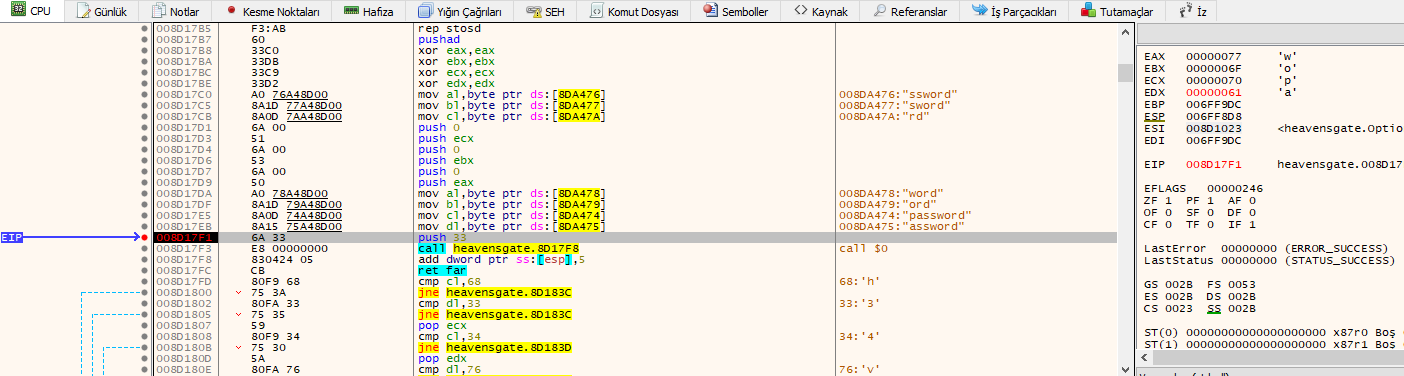 CPU Günlük Notlar Kesme Noktaları Hafıza Yığın Çağrıları SEH Komut Dosyası Semboller Kaynak Referanslar İş Parçacıkları Tutamaçlar İz
008D17B5 F3:AB rep stosd
008D17B7 60 pushad
008D17B8 33C0 xor eax,eax
008D17BA 33DB xor ebx,ebx
008D17BC 33C9 xor ecx,ecx
008D17BE 33D2 xor edx,edx
008D17C0 A0 76A48D00 mov al,byte ptr ds:[8DA476] 008DA476:"ssword"
008D17C5 8A1D 77A48D00 mov bl,byte ptr ds:[8DA477] 008DA477:"sword"
008D17CB 8A0D 7AA48D00 mov cl,byte ptr ds:[8DA47A] 008DA47A:"rd"
008D17D1 6A 00 push 0
008D17D3 51 push ecx
008D17D4 6A 00 push 0
008D17D6 53 push ebx
008D17D7 6A 00 push 0
008D17D9 50 push eax
008D17DA A0 78A48D00 mov al,byte ptr ds:[8DA478] 008DA478:"word"
008D17DF 8A1D 79A48D00 mov bl,byte ptr ds:[8DA479] 008DA479:"ord"
008D17E5 8A0D 74A48D00 mov cl,byte ptr ds:[8DA474] 008DA474:"password"
008D17EB 8A15 75A48D00 mov dl,byte ptr ds:[8DA475] 008DA475:"assword"
EIP 008D17F1 6A 33 push 33
008D17F3 E8 00000000 call heavensgate.8D17F8 call $0
008D17F8 830424 05 add dword ptr ss:[esp],5
008D17FC CB ret far
008D17FD 80F9 68 cmp cl,68 68:'h'
008D1800 75 3A jne heavensgate.8D183C
008D1802 80FA 33 cmp dl,33 33:'3'
008D1805 75 35 jne heavensgate.8D183C
008D1807 59 pop ecx
008D1808 80F9 34 cmp cl,34 34:'4'
008D180B 75 30 jne heavensgate.8D183D
008D180D 5A pop edx
008D180E 80FA 76 cmp dl,76 76:'v'
EAX 00000077 'w'
EBX 0000006F 'o'
ECX 00000070 'p'
EDX 00000061 'a'
EBP 006FF9DC
ESP 006FF8D8
ESI 008D1023 <heavensgate.Optio
EDI 006FF9DC
EIP 008D17F1 heavensgate.008D17
EFLAGS 00000246
ZF 1 PF 1 AF 0
OF 0 SF 0 DF 0
CF 0 TF 0 IF 1
LastError 00000000 (ERROR_SUCCESS)
LastStatus 00000000 (STATUS_SUCCESS)
GS 002B FS 0053
ES 002B DS 002B
CS 0023 SS 002B
ST(0) 00000000000000000000 x87r0 Boş
ST(1) 00000000000000000000 x87r1 Boş